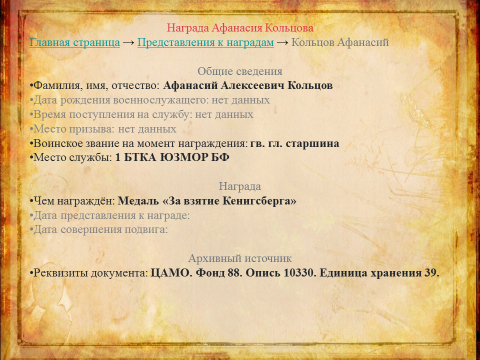 Награда Афанасия Кольцова
Главная страница → Представления к наградам → Кольцов Афанасий
Общие сведения
•Фамилия, имя, отчество: Афанасий Алексеевич Кольцов
•Дата рождения военнослужащего: нет данных
•Время поступления на службу: нет данных
•Место призыва: нет данных
•Воинское звание на момент награждения: гв. гл. старшина
•Место службы: 1 БТКА ЮЗМОР БФ
Награда
•Чем награждён: Медаль «За взятие Кенигсберга»
•Дата представления к награде:
•Дата совершения подвига:
Архивный источник
•Реквизиты документа: ЦАМО. Фонд 88. Опись 10330. Единица хранения 39.